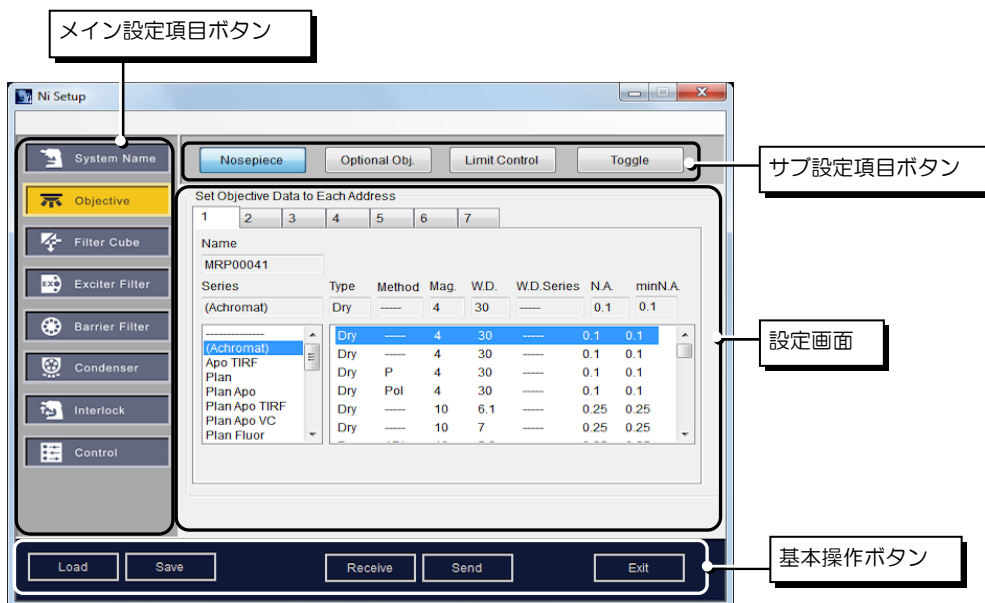 メイン設定項目ボタン
Ni Setup
System Name
Nosepiece Optional Obj. Limit Control Toggle
サブ設定項目ボタン
Objective
Filter Cube
Exciter Filter
Barrier Filter
Condenser
Interlock
Control
Set Objective Data to Each Address
1 2 3 4 5 6 7
Name
MRP00041
Series Type Method Mag. W.D. W.D.Series N.A. minN.A.
(Achromat) Dry ----- 4 30 ----- 0.1 0.1
--------------
(Achromat)
Apo TIRF
Plan
Plan Apo
Plan Apo TIRF
Plan Apo VC
Plan Fluor
Dry ----- 4 30 ----- 0.1 0.1
Dry ----- 4 30 ----- 0.1 0.1
Dry P 4 30 ----- 0.1 0.1
Dry Pol 4 30 ----- 0.1 0.1
Dry ----- 10 6.1 ----- 0.25 0.25
Dry ----- 10 7 ----- 0.25 0.25
設定画面
Load Save Receive Send Exit
基本操作ボタン